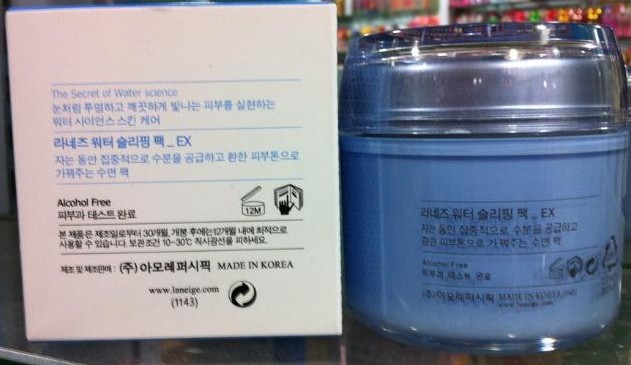 The Secret of Water science
눈처럼 투명하고 깨끗하게 빛나는 피부를 실현하는
워터 사이언스 스킨 케어
라네즈 워터 슬리핑 팩 _ EX
자는 동안 집중적으로 수분을 공급하고 환한 피부톤으로
가꿔주는 수면 팩
Alcohol Free
피부과 테스트 완료
12M
본 제품은 제조일로부터 30개월, 개봉 후에는 12개월 내에 최적으로
사용할 수 있습니다. 보관조건 10~30℃ 직사광선을 피하세요.
제조 및 제조판매 : (주) 아모레퍼시픽 MADE IN KOREA
www.laneige.com
(1143)
라네즈 워터 슬리핑 팩 _ EX
자는 동안 집중적으로 수분을 공급하고
환한 피부톤으로 가꿔주는 수면 팩
Alcohol Free
피부과 테스트 완료
(주) 아모레퍼시픽 MADE IN KOREA
www.laneige.com